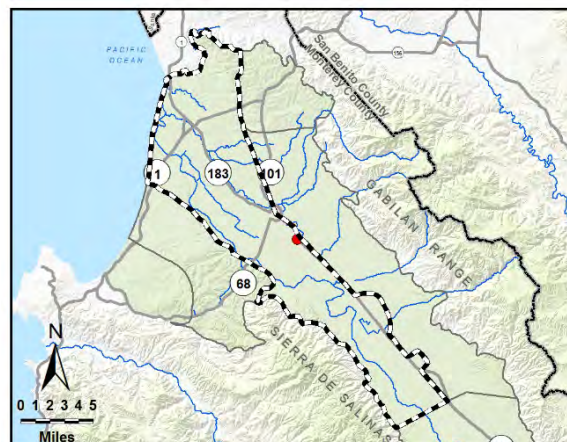 PACIFIC
OCEAN
1
156
San Benito County
Monterey County
1
183
01
GABILAN RANGE
68
SIERRA DE SALINAS
N
0 1 2 3 4 5
Miles